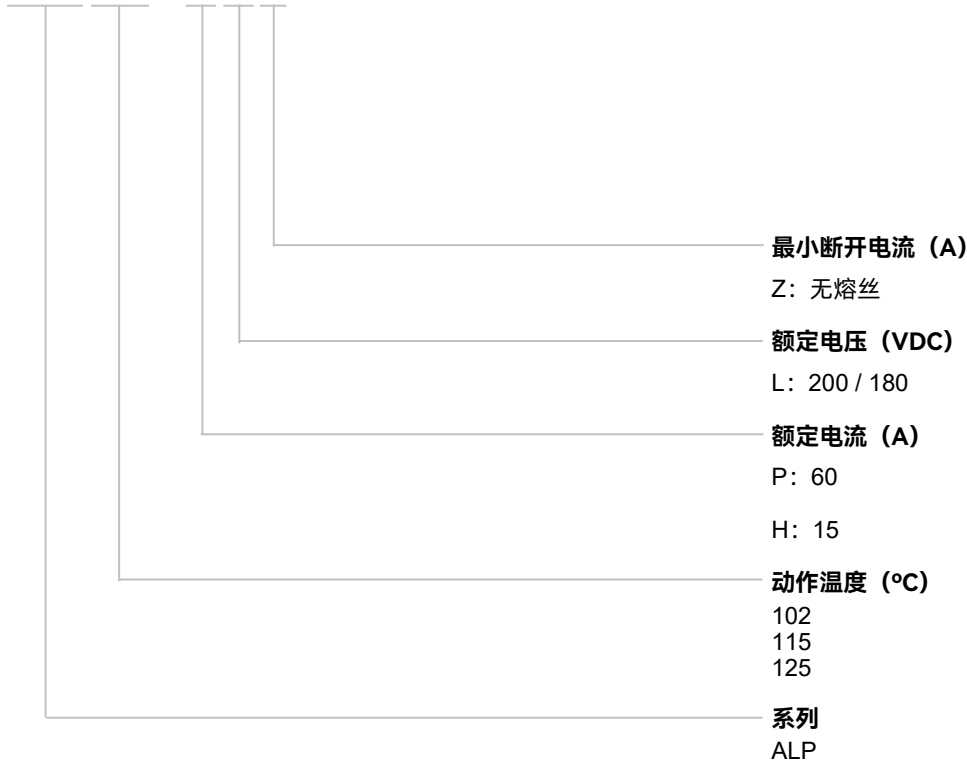 最小断开电流（A）
Z：无熔丝
额定电压（VDC）
L：200 / 180
额定电流（A）
P：60
H：15
动作温度（ºC）
102
115
125
系列
ALP